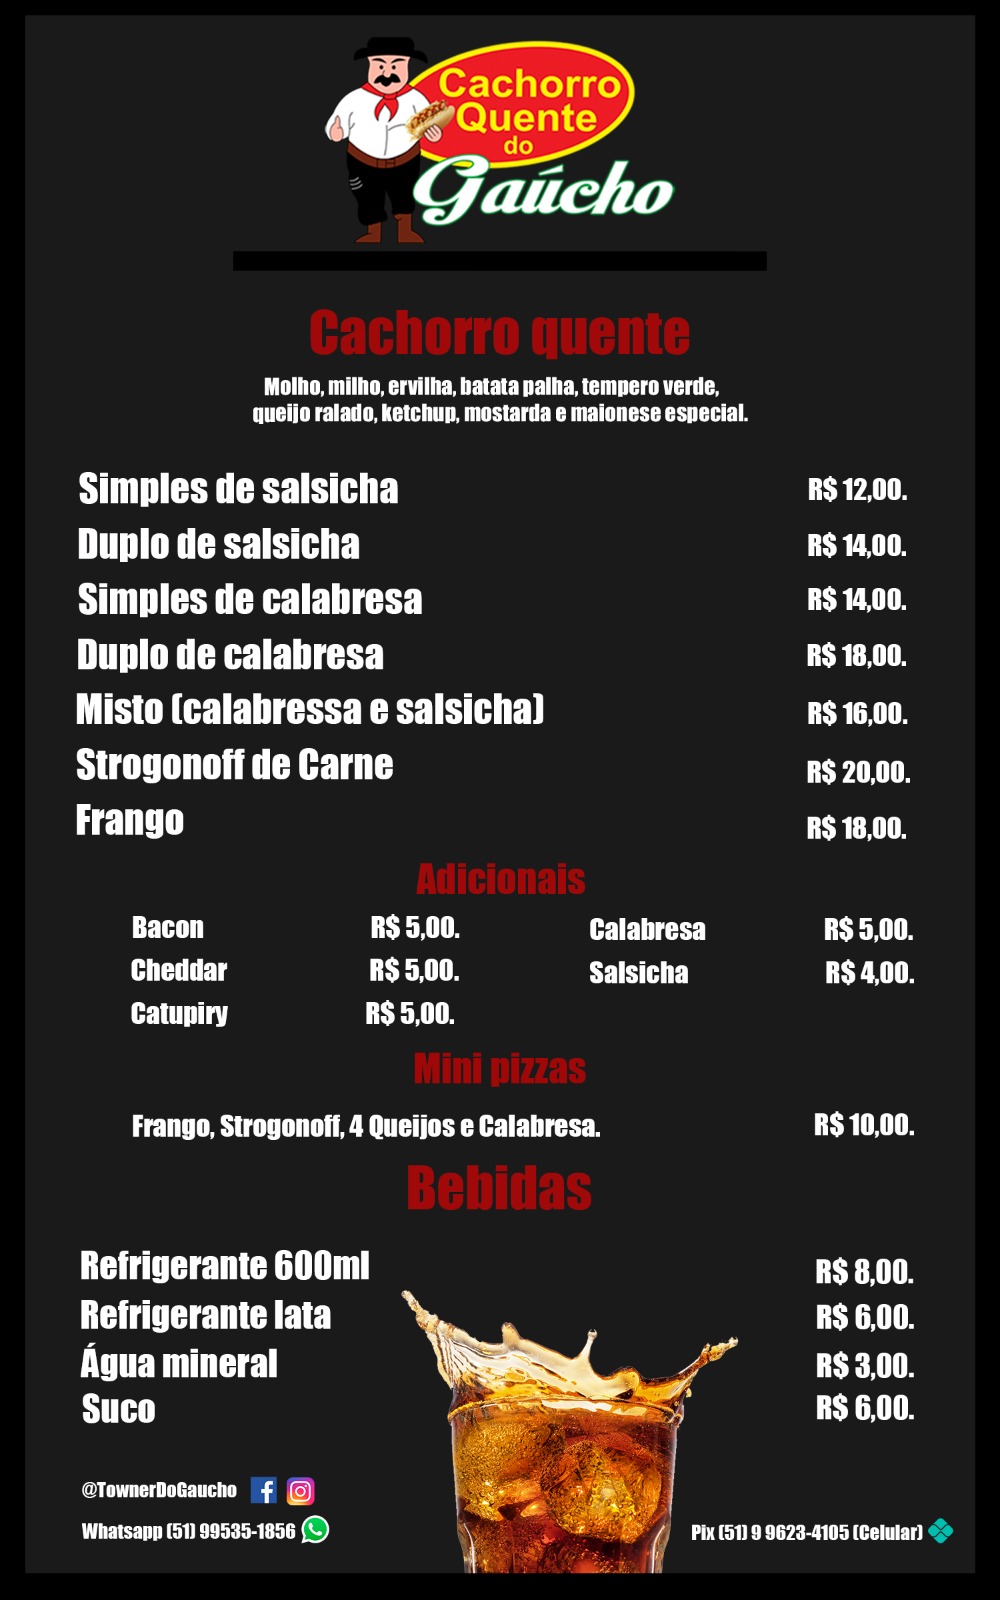 Cachorro
Quente
do
Gaúcho
Cachorro quente
Molho, milho, ervilha, batata palha, tempero verde,
queijo ralado, ketchup, mostarda e maionese especial.
Simples de salsicha R$ 12,00.
Duplo de salsicha R$ 14,00.
Simples de calabresa R$ 14,00.
Duplo de calabresa R$ 18,00.
Misto (calabressa e salsicha) R$ 16,00.
Strogonoff de Carne R$ 20,00.
Frango R$ 18,00.
Adicionais
Bacon R$ 5,00. Calabresa R$ 5,00.
Cheddar R$ 5,00. Salsicha R$ 4,00.
Catupiry R$ 5,00.
Mini pizzas
Frango, Strogonoff, 4 Queijos e Calabresa. R$ 10,00.
Bebidas
Refrigerante 600ml R$ 8,00.
Refrigerante lata R$ 6,00.
Água mineral R$ 3,00.
Suco R$ 6,00.
@TownerDoGaucho
Whatsapp (51) 99535-1856 Pix (51) 9 9623-4105 (Celular)